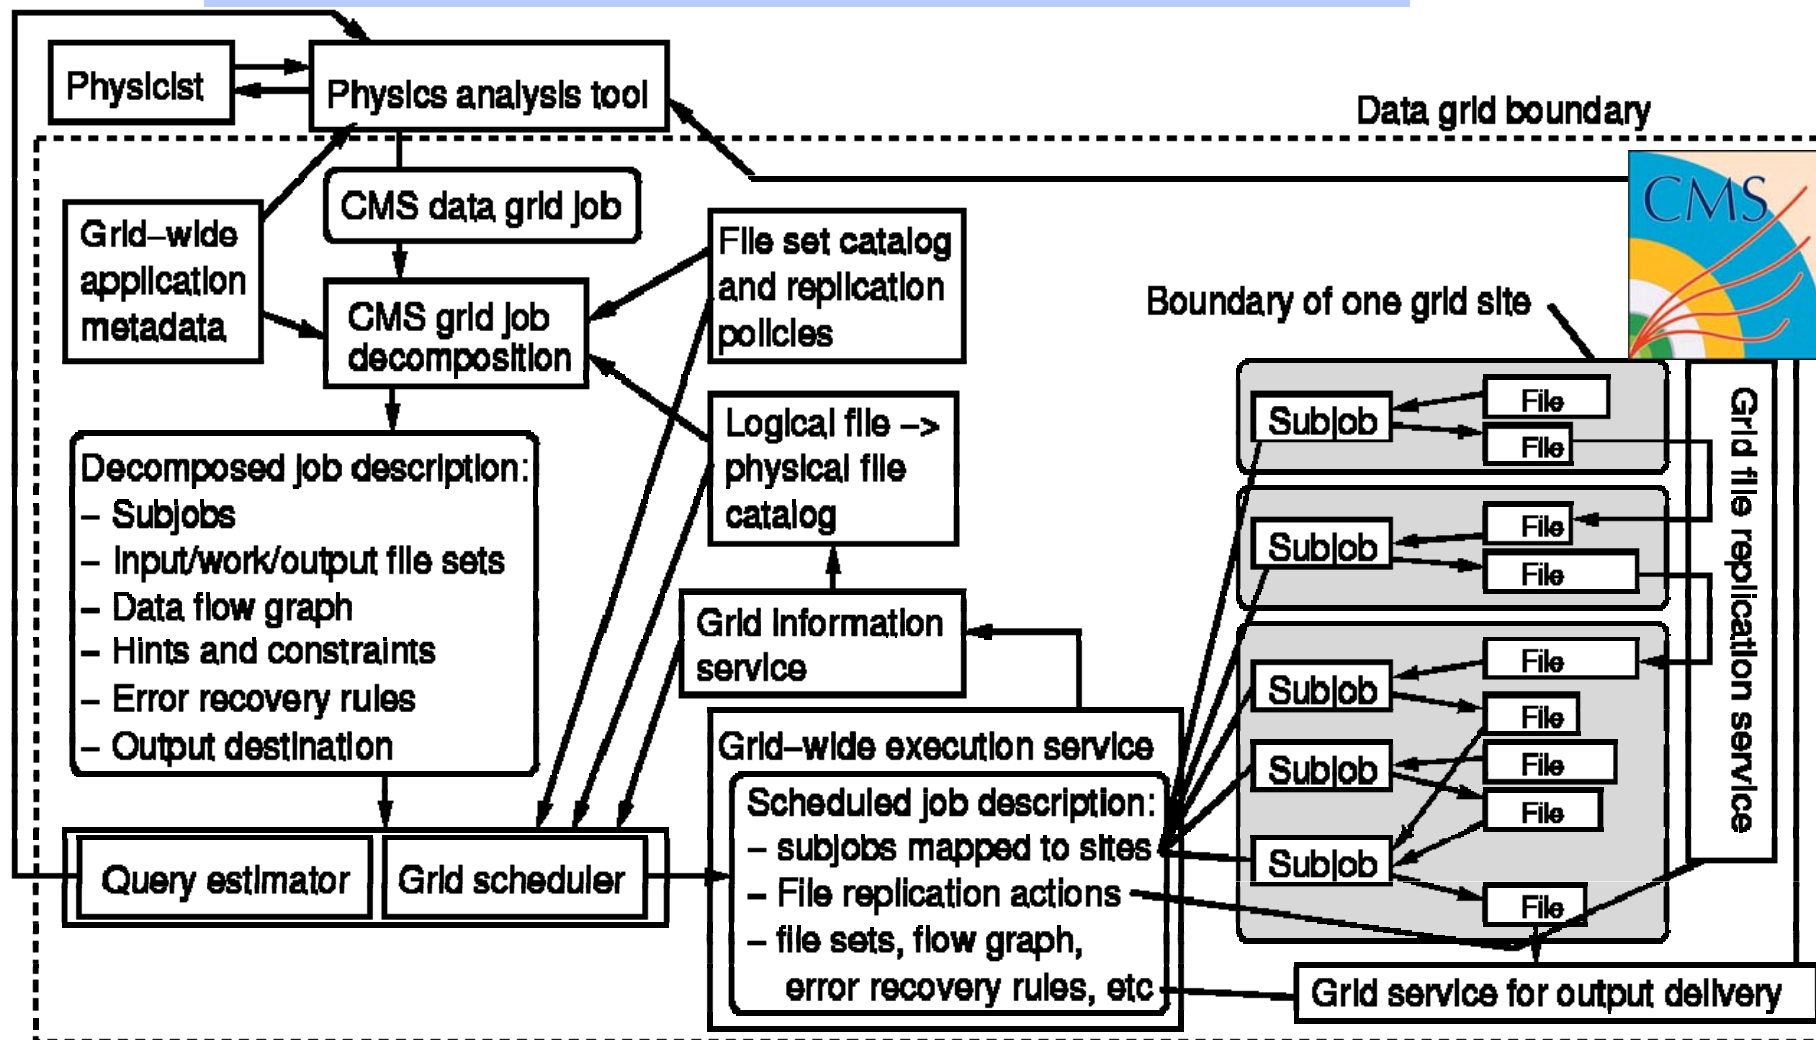 Physicist
Physics analysis tool
Data grid boundary
CMS data grid job
CMS
Grid–wide
application
metadata
File set catalog
and replication
policies
CMS grid job
decomposition
Boundary of one grid site
Logical file –>
physical file
catalog
Decomposed job description:
– Subjobs
– Input/work/output file sets
– Data flow graph
– Hints and constraints
– Error recovery rules
– Output destination
Grid information
service
Query estimator
Grid scheduler
Grid–wide execution service
Scheduled job description:
– subjobs mapped to sites
– File replication actions
– file sets, flow graph,
error recovery rules, etc
Subjob
File
File
Subjob
File
File
Subjob
File
File
Subjob
File
File
Subjob
File
Grid file replication service
Grid service for output delivery